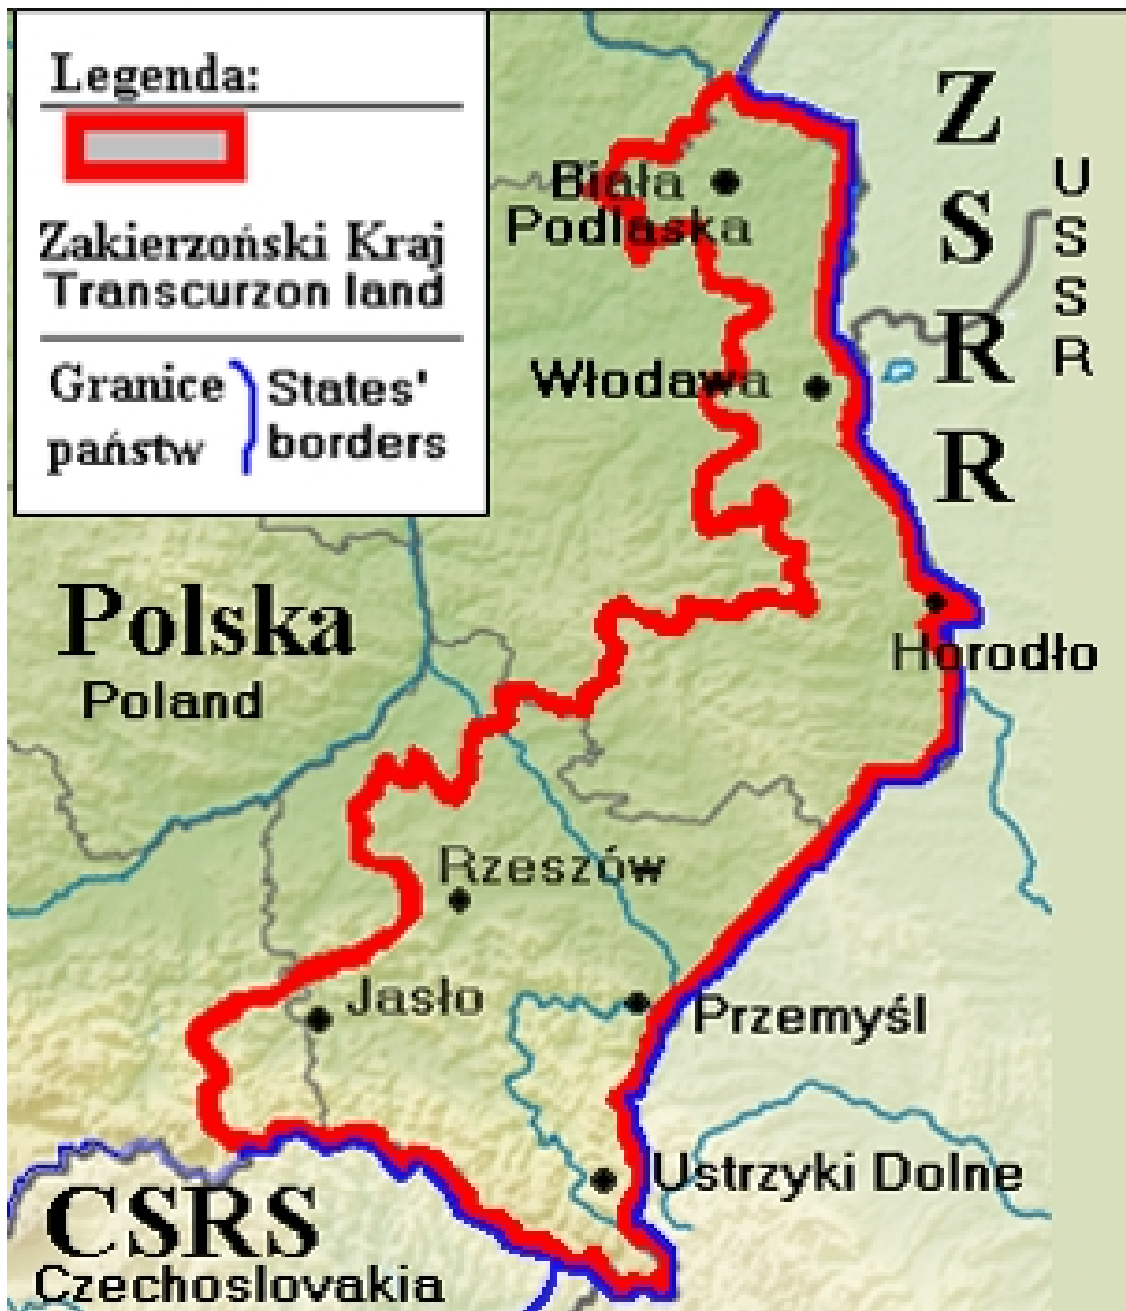 Legenda:
Zakierzoński Kraj
Transcurzon land
Granice
państw
States'
borders
Z
S
R
R
U
S
S
R
Biała
Podlaska
Włodawa
Polska
Poland
Horodło
Rzeszów
Jasło
Przemyśl
Ustrzyki Dolne
CSRS
Czechoslovakia